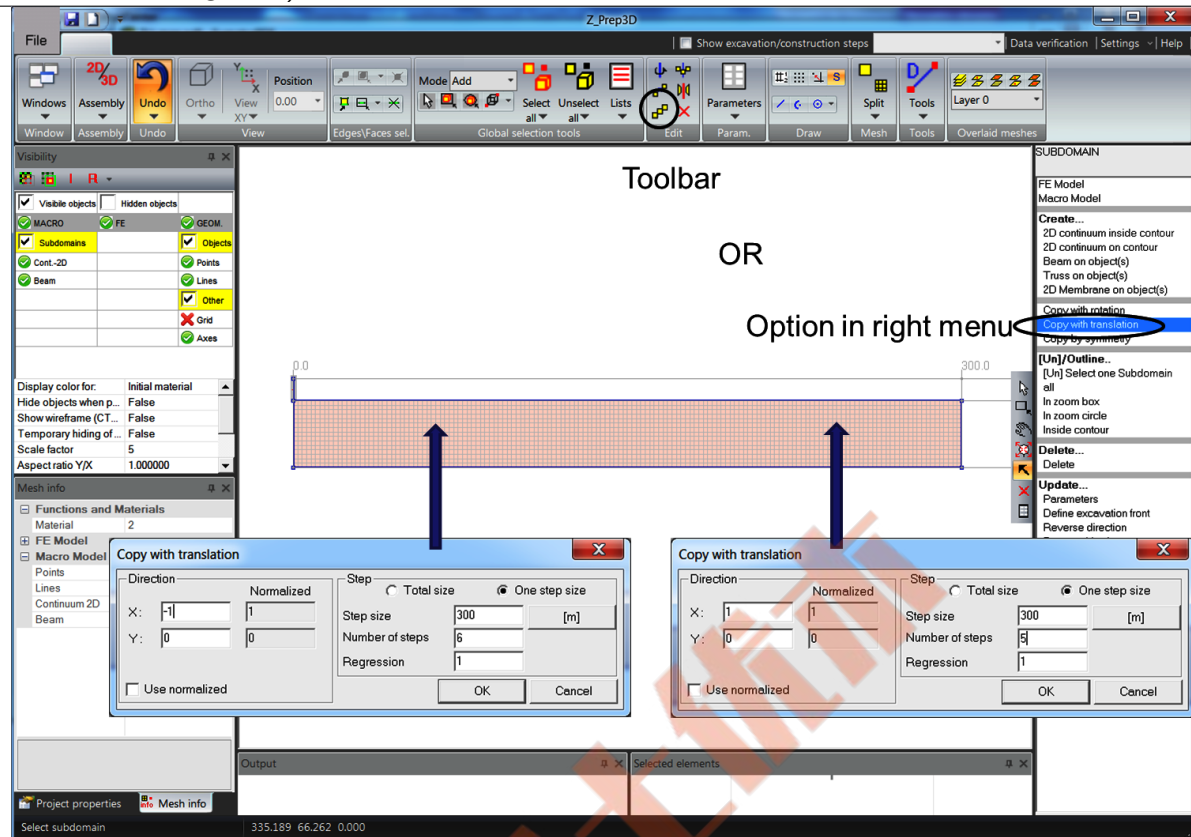 Z_Prep3D
File
Show excavation/construction steps
Data verification | Settings | Help
Windows
Assembly
Undo
Ortho
View
XY
Position
0.00
Mode Add
Select all
Unselect all
Lists
Parameters
Split
Tools
Layer 0
Window
Assembly
Undo
View
Edges\Faces sel.
Global selection tools
Edit
Param.
Draw
Mesh
Tools
Overlaid meshes
Visibility
Visibile objects
Hidden objects
MACRO
FE
GEOM.
Subdomains
Objects
Cont.-2D
Points
Beam
Lines
Other
Grid
Axes
Display color for: Initial material
Hide objects when p... False
Show wireframe (CT... False
Temporary hiding of ... False
Scale factor 5
Aspect ratio Y/X 1.000000
Mesh info
Functions and Materials
Material 2
FE Model
Macro Model
Points
Lines
Continuum 2D
Beam
Toolbar
OR
Option in right menu
0.0
300.0
SUBDOMAIN
FE Model
Macro Model
Create...
2D continuum inside contour
2D continuum on contour
Beam on object(s)
Truss on object(s)
2D Membrane on object(s)
Copy with rotation
Copy with translation
Copy by symmetry
[Un]/Outline..
[Un] Select one Subdomain
all
In zoom box
In zoom circle
Inside contour
Delete...
Delete
Update...
Parameters
Define excavation front
Reverse direction
Copy with translation
Direction
Normalized
X: -1 1
Y: 0 0
Use normalized
Step
Total size
One step size
Step size 300 [m]
Number of steps 6
Regression 1
OK Cancel
Copy with translation
Direction
Normalized
X: 1 1
Y: 0 0
Use normalized
Step
Total size
One step size
Step size 300 [m]
Number of steps 5
Regression 1
OK Cancel
Output
Selected elements
Project properties
Mesh info
Select subdomain
335.189 66.262 0.000